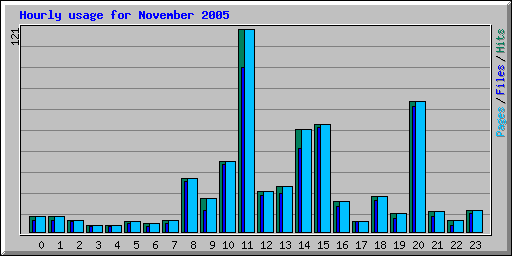 Hourly usage for November 2005
121
Pages/Files/Hits
0 1 2 3 4 5 6 7 8 9 10 11 12 13 14 15 16 17 18 19 20 21 22 23